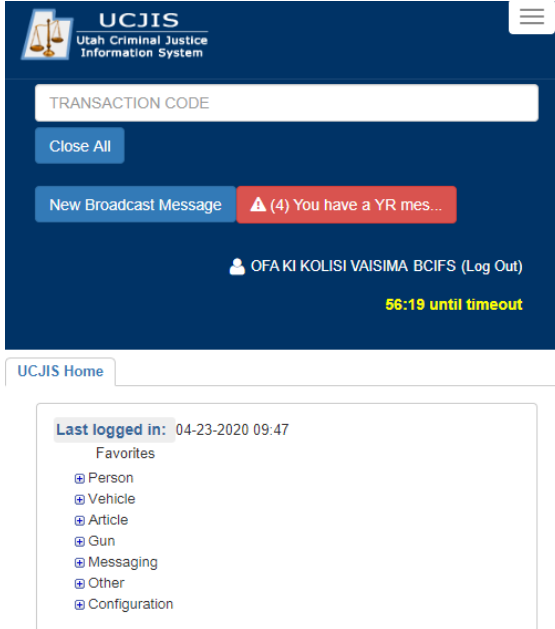 UCJIS
Utah Criminal Justice
Information System
TRANSACTION CODE
Close All
New Broadcast Message
(4) You have a YR mes...
OFA KI KOLISI VAISIMA BCIFS (Log Out)
56:19 until timeout
UCJIS Home
Last logged in: 04-23-2020 09:47
Favorites
Person
Vehicle
Article
Gun
Messaging
Other
Configuration